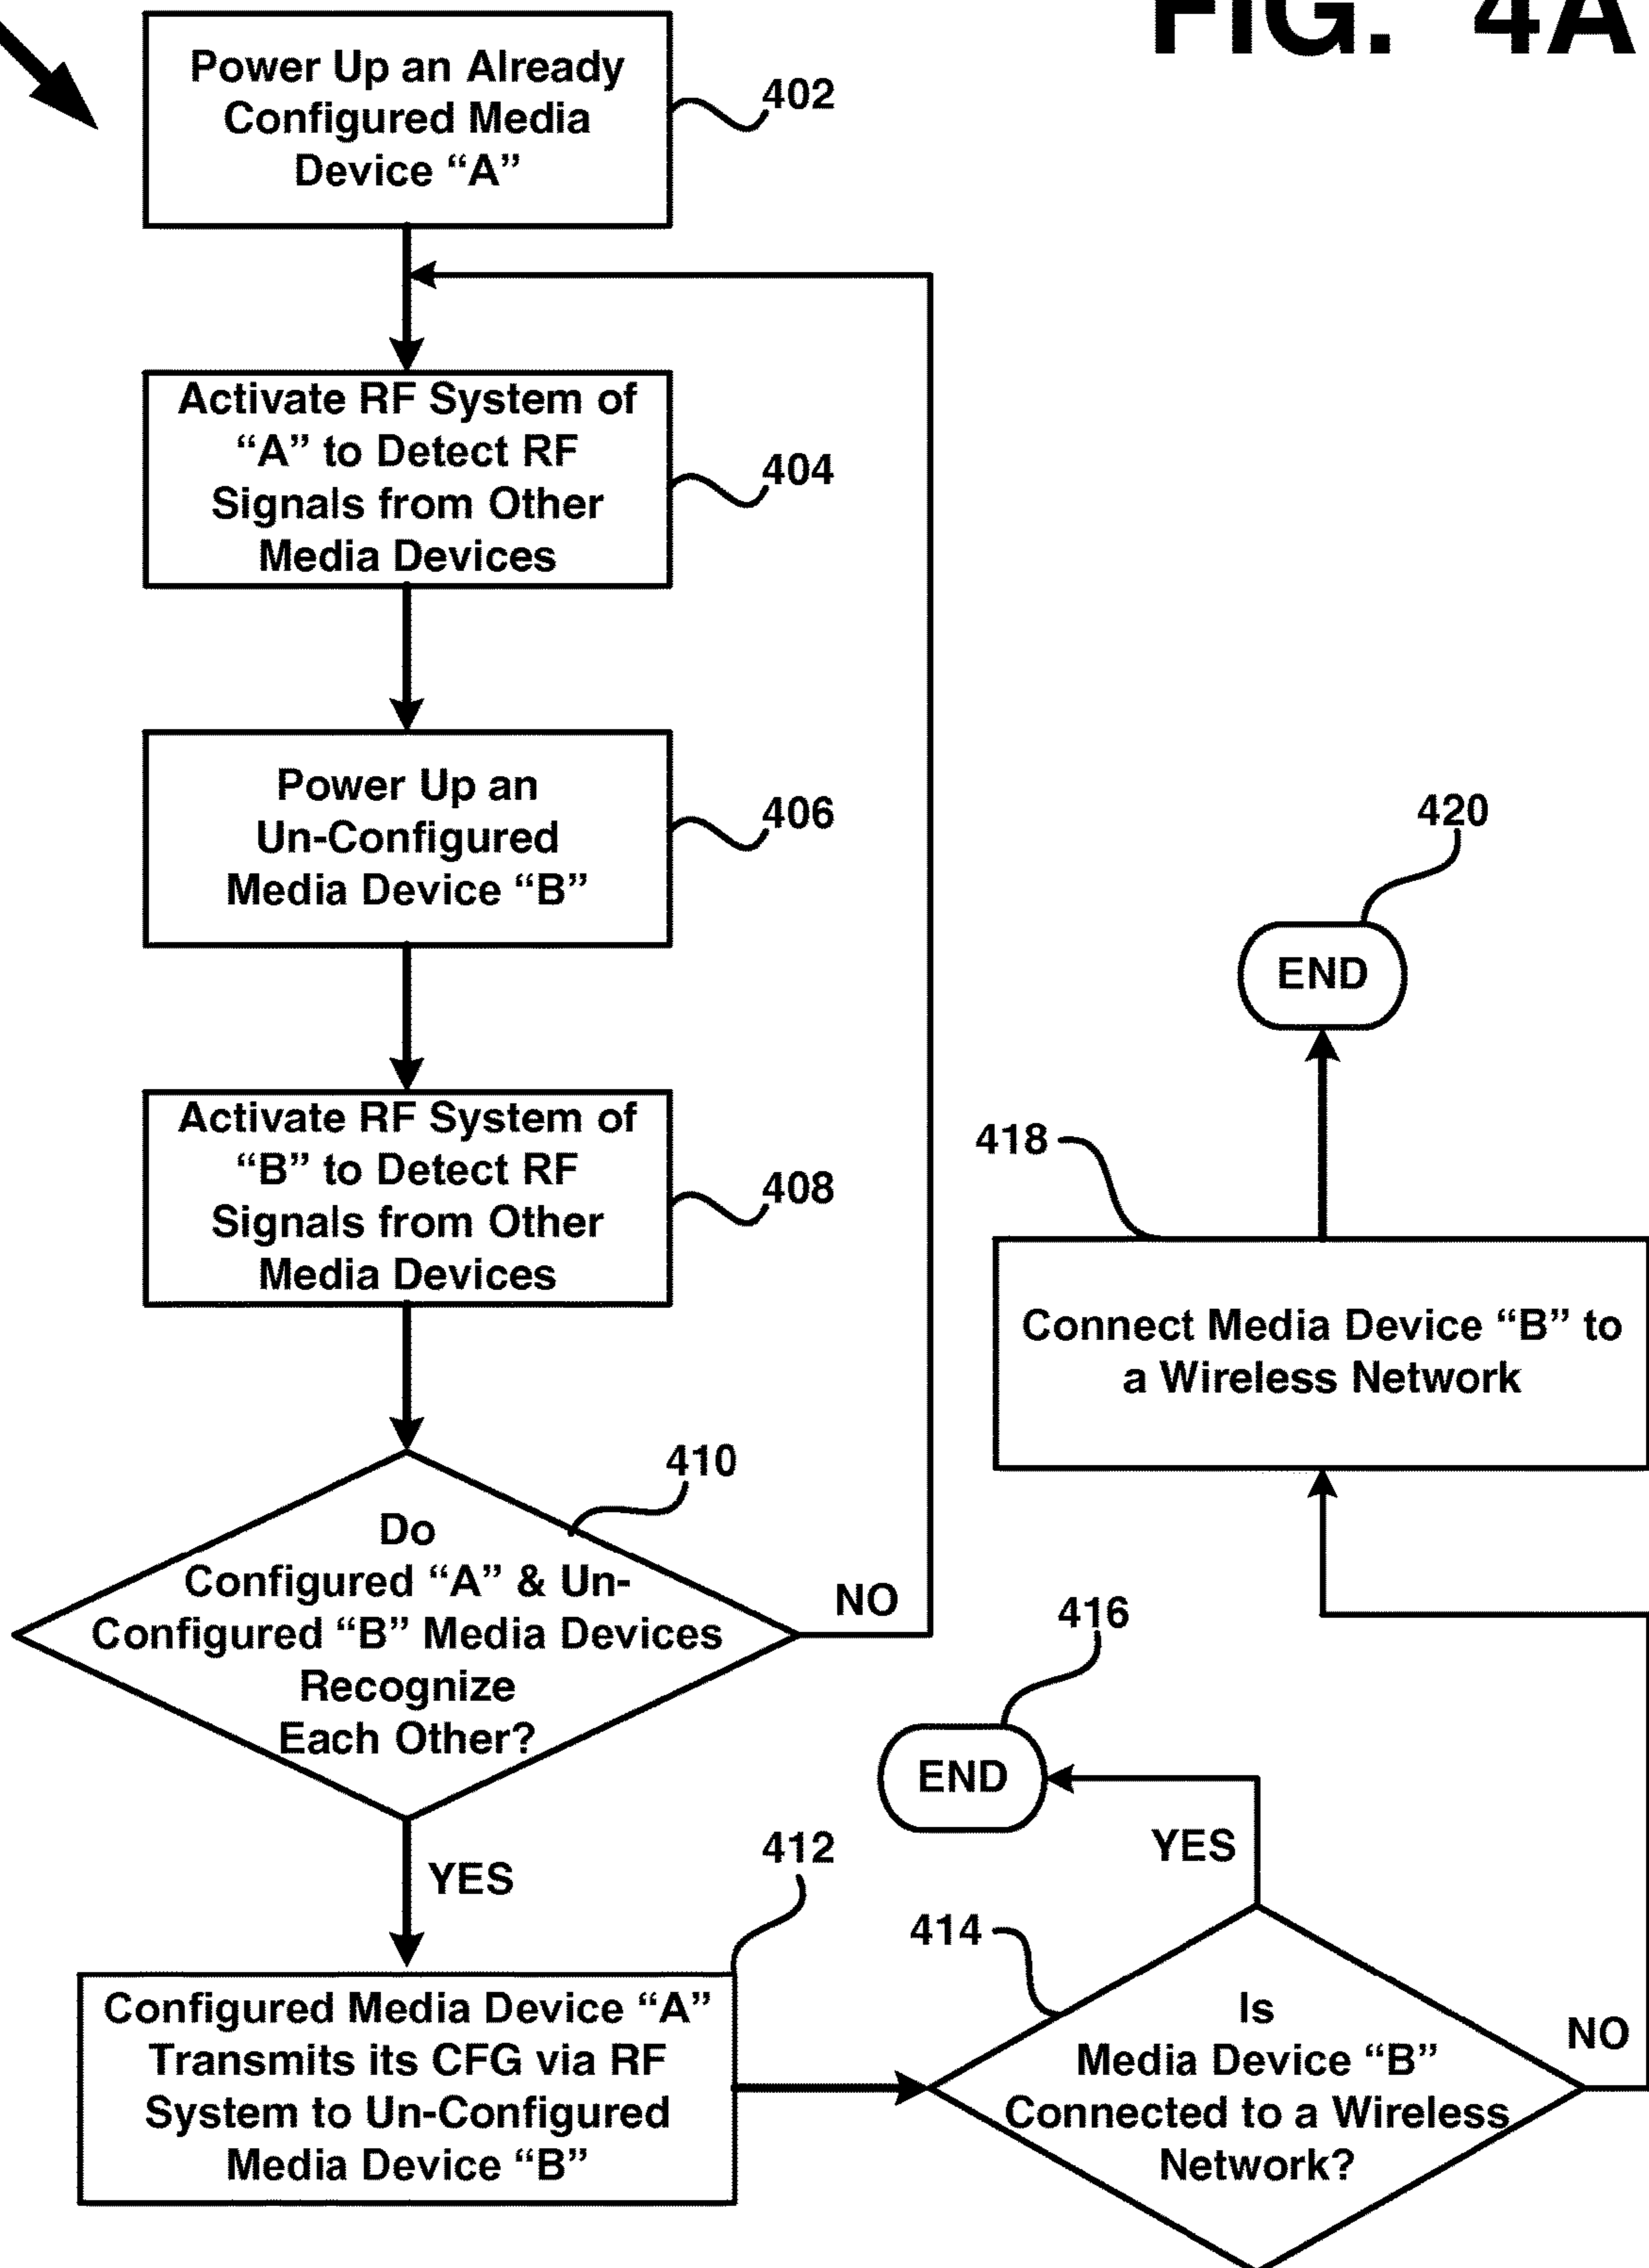 FIG. 4A
Power Up an Already
Configured Media
Device “A”
402
Activate RF System of
“A” to Detect RF
Signals from Other
Media Devices
404
Power Up an
Un-Configured
Media Device “B”
406
Activate RF System of
“B” to Detect RF
Signals from Other
Media Devices
408
410
Do
Configured “A” & Un-
Configured “B” Media Devices
Recognize
Each Other?
NO
YES
412
Configured Media Device “A”
Transmits its CFG via RF
System to Un-Configured
Media Device “B”
414
Is
Media Device “B”
Connected to a Wireless
Network?
YES
NO
416
END
418
Connect Media Device “B” to
a Wireless Network
420
END